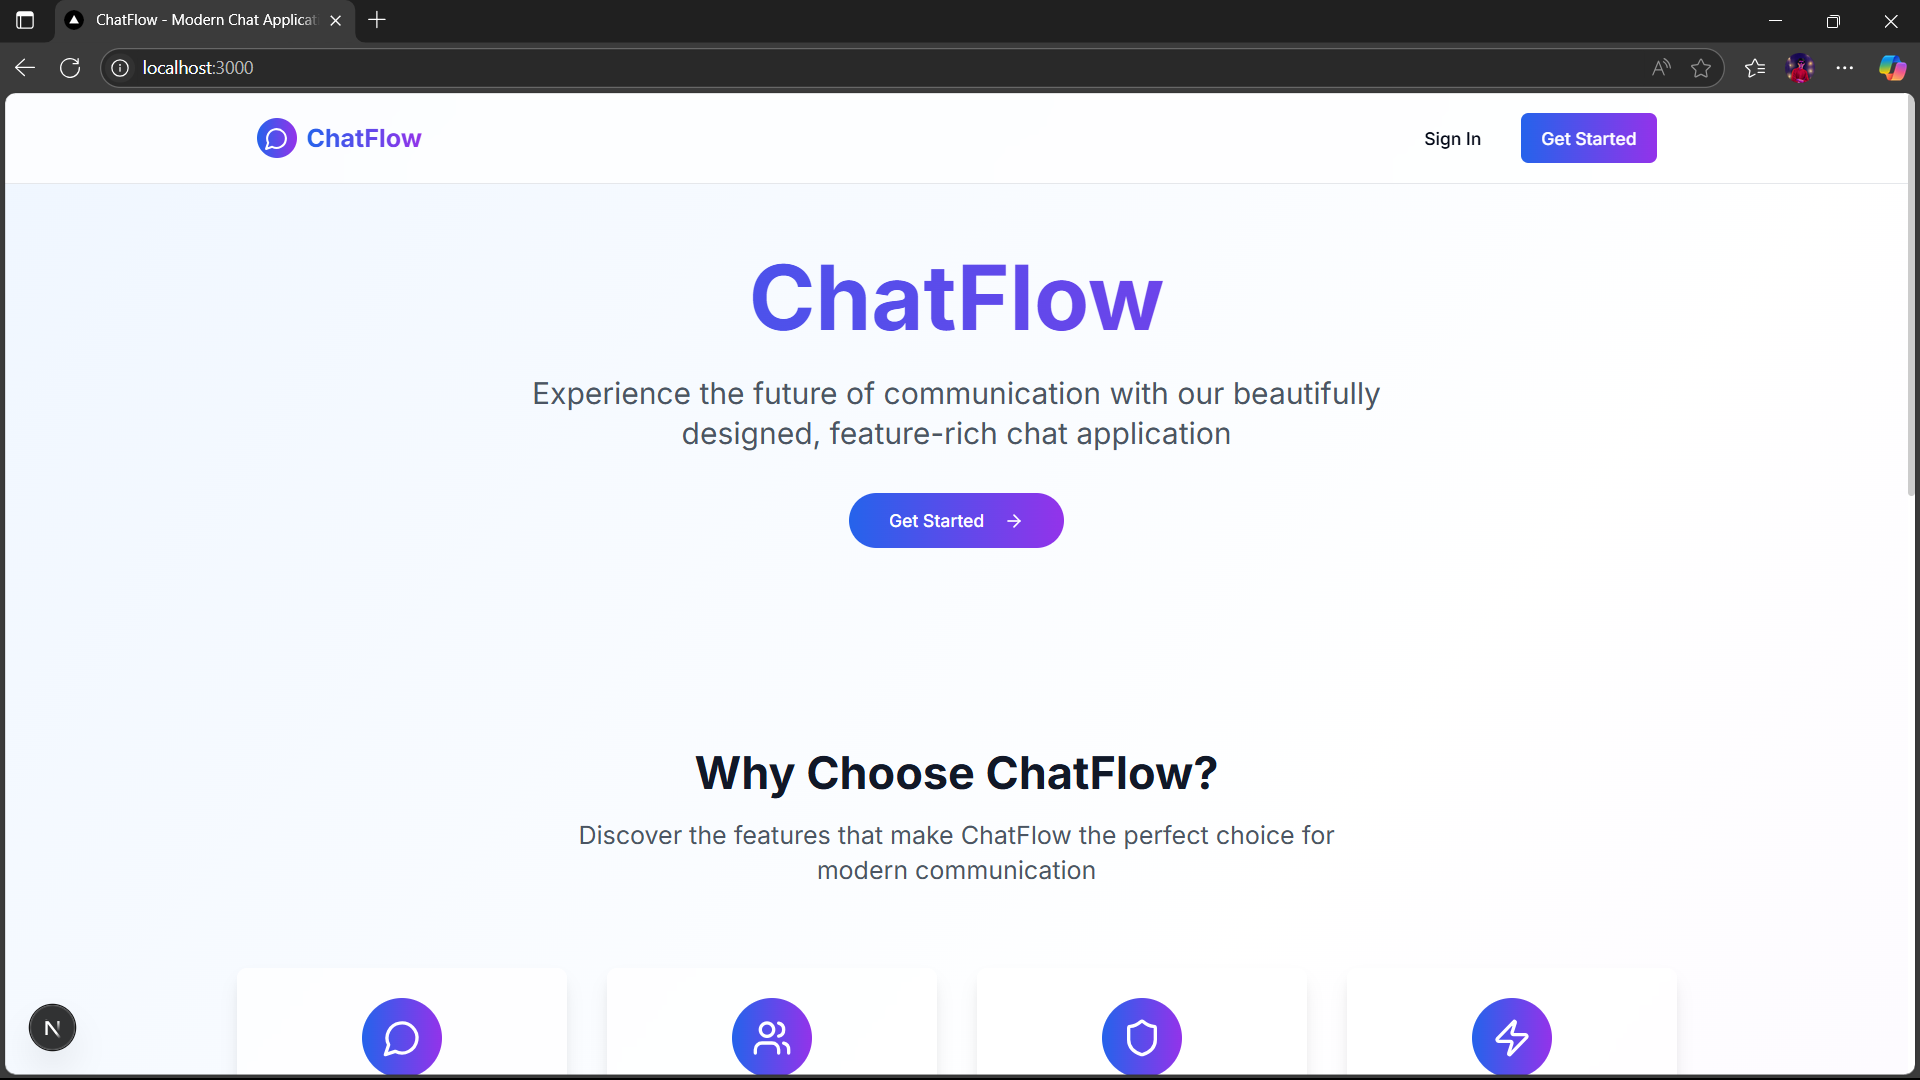 ChatFlow - Modern Chat Applicat
localhost:3000
ChatFlow
Sign In
Get Started
ChatFlow
Experience the future of communication with our beautifully
designed, feature-rich chat application
Get Started
Why Choose ChatFlow?
Discover the features that make ChatFlow the perfect choice for
modern communication
N